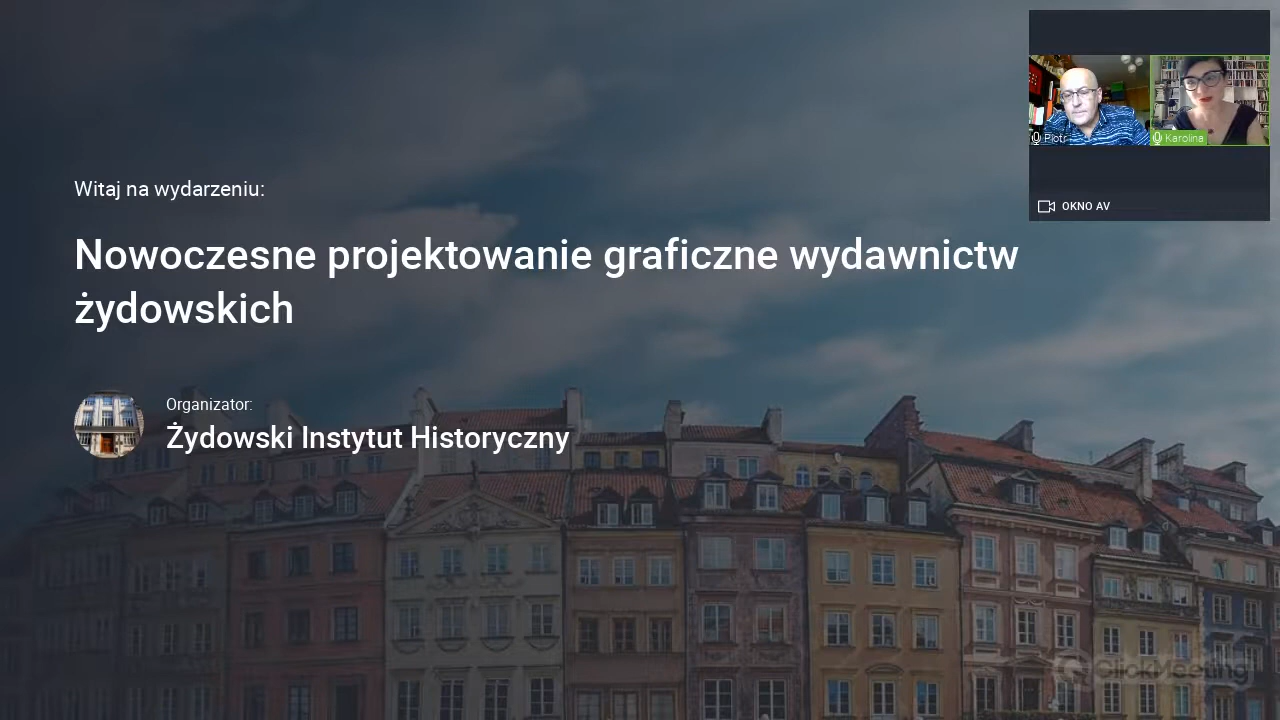 Witaj na wydarzeniu:
Nowoczesne projektowanie graficzne wydawnictw
żydowskich
Organizator:
Żydowski Instytut Historyczny
Piotr
Karolina
OKNO AV
ClickMeeting